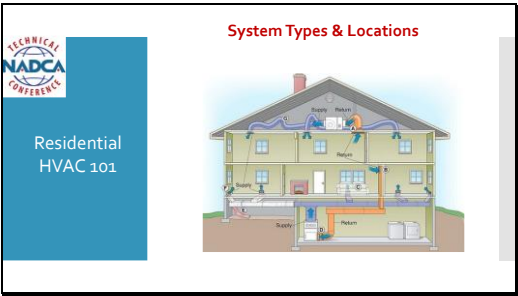 System Types & Locations
TECHNICAL
NADCA
CONFERENCE
Residential
HVAC 101
Supply Return
G
A
Return
B
Supply
C
F
E
Supply
D
Return